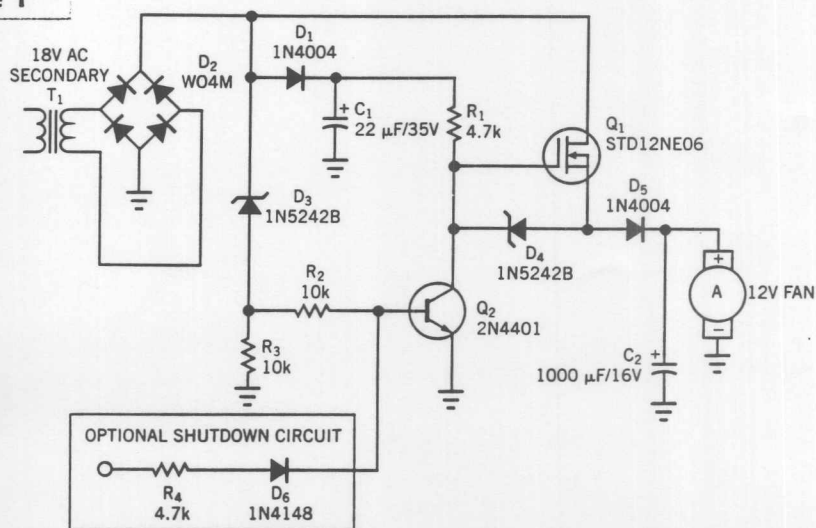 18V AC
SECONDARY
T1
D2
W04M
D1
1N4004
+
C1
22 μF/35V
R1
4.7k
Q1
STD12NE06
D3
1N5242B
D5
1N4004
D4
1N5242B
R2
10k
Q2
2N4401
R3
10k
+
A
−
12V FAN
C2
+
1000 μF/16V
OPTIONAL SHUTDOWN CIRCUIT
R4
4.7k
D6
1N4148